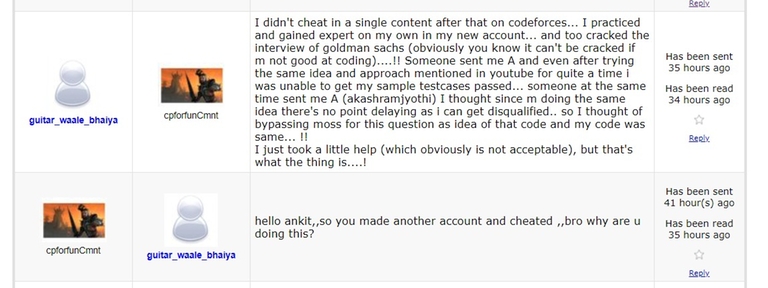 Reply
I didn't cheat in a single content after that on codeforces... I practiced
and gained expert on my own in my new account... and too cracked the
interview of goldman sachs (obviously you know it can't be cracked if
m not good at coding)....!! Someone sent me A and even after trying
the same idea and approach mentioned in youtube for quite a time i
was unable to get my sample testcases passed... someone at the same
time sent me A (akashramjyothi) I thought since m doing the same
idea there's no point delaying as i can get disqualified.. so I thought of
bypassing moss for this question as idea of that code and my code was
same... !!
I just took a little help (which obviously is not acceptable), but that's
what the thing is....!
guitar_waale_bhaiya
cpforfunCmnt
Has been sent
35 hours ago
Has been read
34 hours ago
Reply
cpforfunCmnt
guitar_waale_bhaiya
hello ankit,,so you made another account and cheated ,,bro why are u
doing this?
Has been sent
41 hour(s) ago
Has been read
35 hours ago
Reply